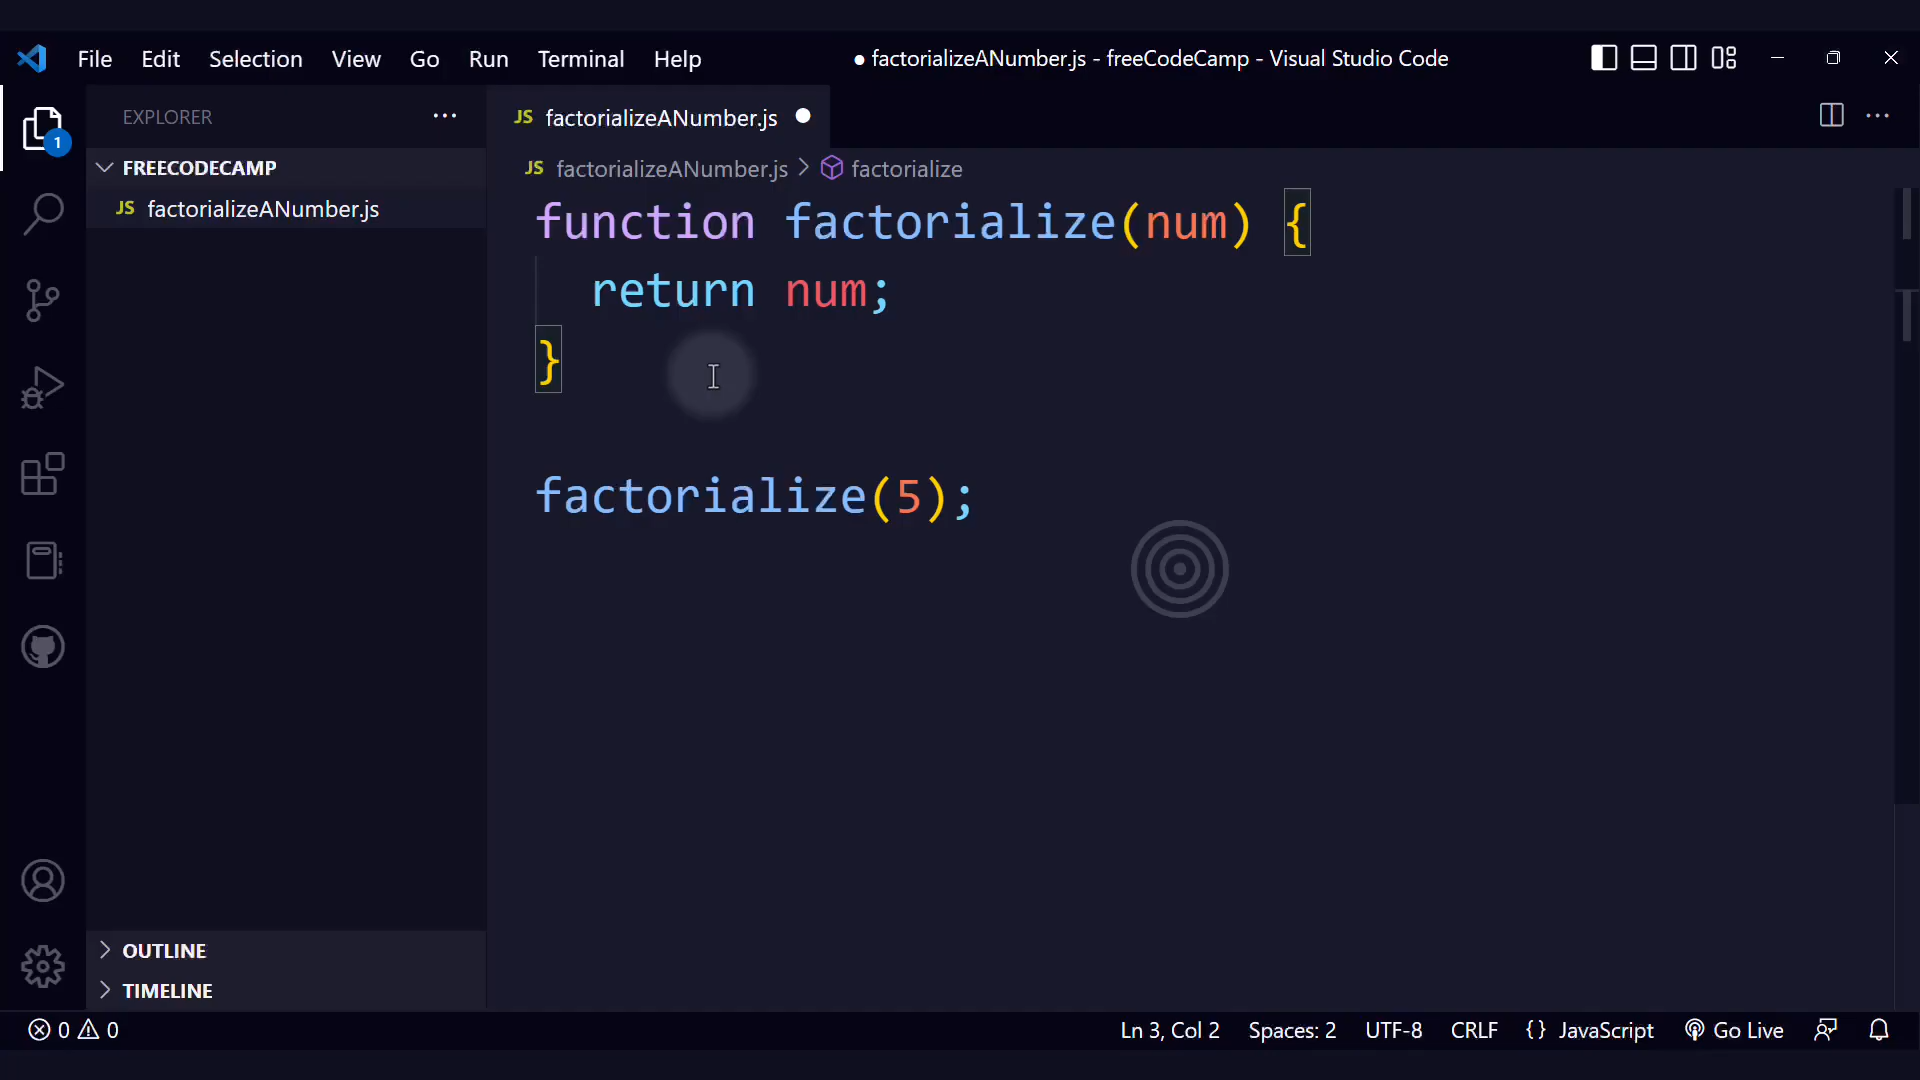 File Edit Selection View Go Run Terminal Help ● factorializeANumber.js - freeCodeCamp - Visual Studio Code
EXPLORER ···
1
FREECODECAMP
JS factorializeANumber.js
JS factorializeANumber.js ●
JS factorializeANumber.js > factorialize
function factorialize(num) {
return num;
}
factorialize(5);
OUTLINE
TIMELINE
0 0 Ln 3, Col 2 Spaces: 2 UTF-8 CRLF {} JavaScript Go Live